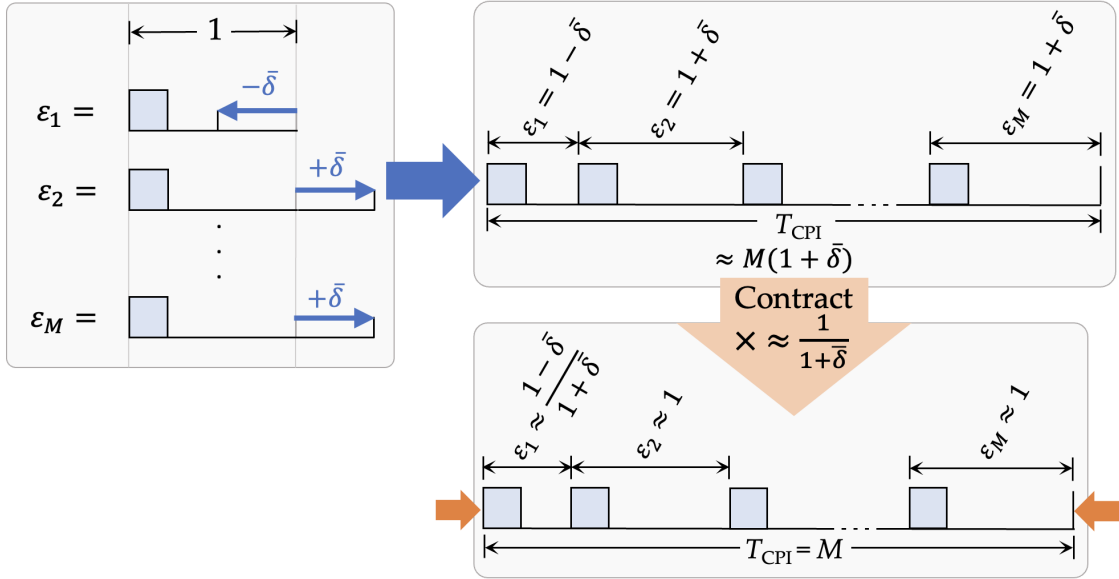 1
ε₁ =
−δ̄
ε₂ =
+δ̄
.
.
.
ε_M =
+δ̄
ε₁ = 1 − δ̄
ε₂ = 1 + δ̄
ε_M = 1 + δ̄
T_CPI
≈ M(1 + δ̄)
Contract
× ≈ 1/(1+δ̄)
ε₁ ≈ (1 − δ̄)/(1 + δ̄)
ε₂ ≈ 1
ε_M ≈ 1
T_CPI = M